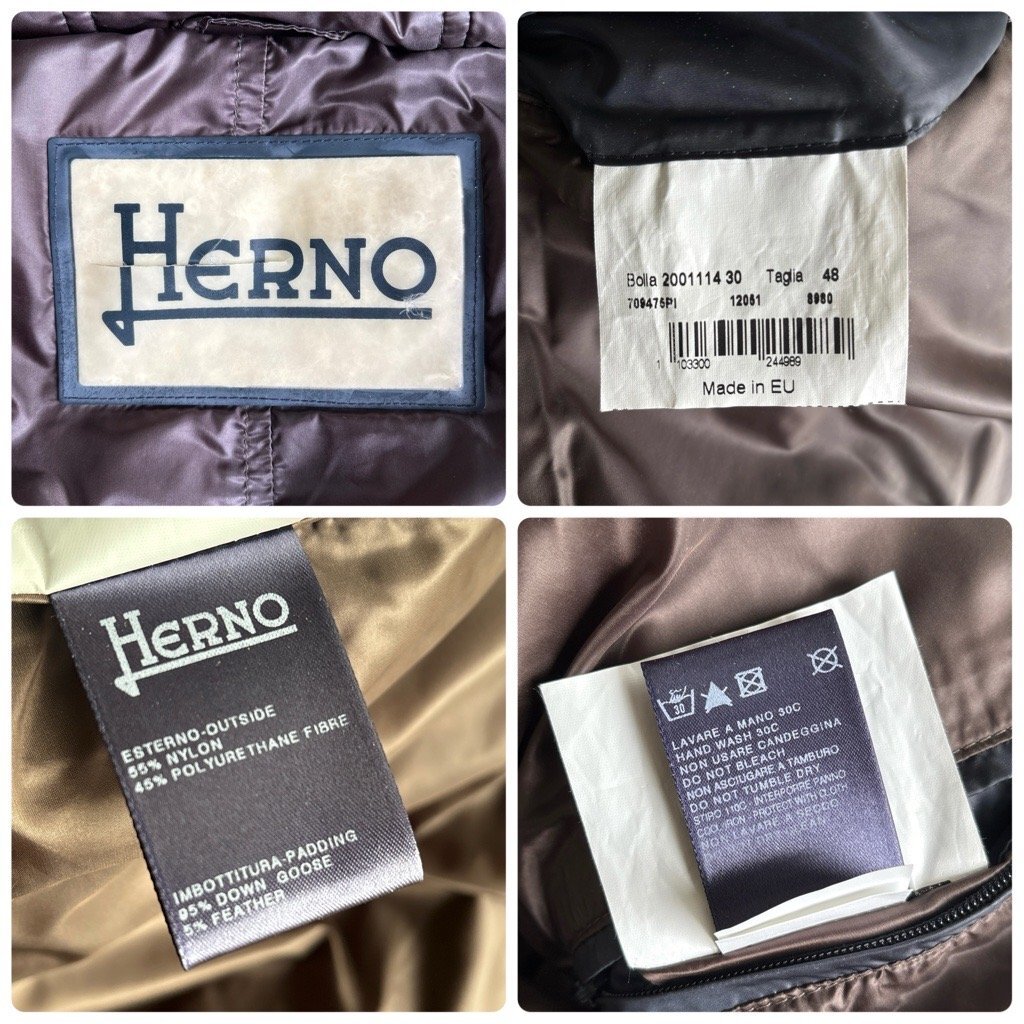 HERNO
Bolla 2001114 30 Taglia 48
709475PI 12051 8980
1 103300 244989
Made in EU
HERNO
ESTERNO-OUTSIDE
55% NYLON
45% POLYURETHANE FIBRE
IMBOTTITURA-PADDING
95% DOWN GOOSE
5% FEATHER
30
LAVARE A MANO 30C
HAND WASH 30C
NON USARE CANDEGGINA
DO NOT BLEACH
NON ASCIUGARE A TAMBURO
DO NOT TUMBLE DRY
STIRO 110C. INTERPORRE PANNO
COOL IRON - PROTECT WITH CLOTH
NON LAVARE A SECCO